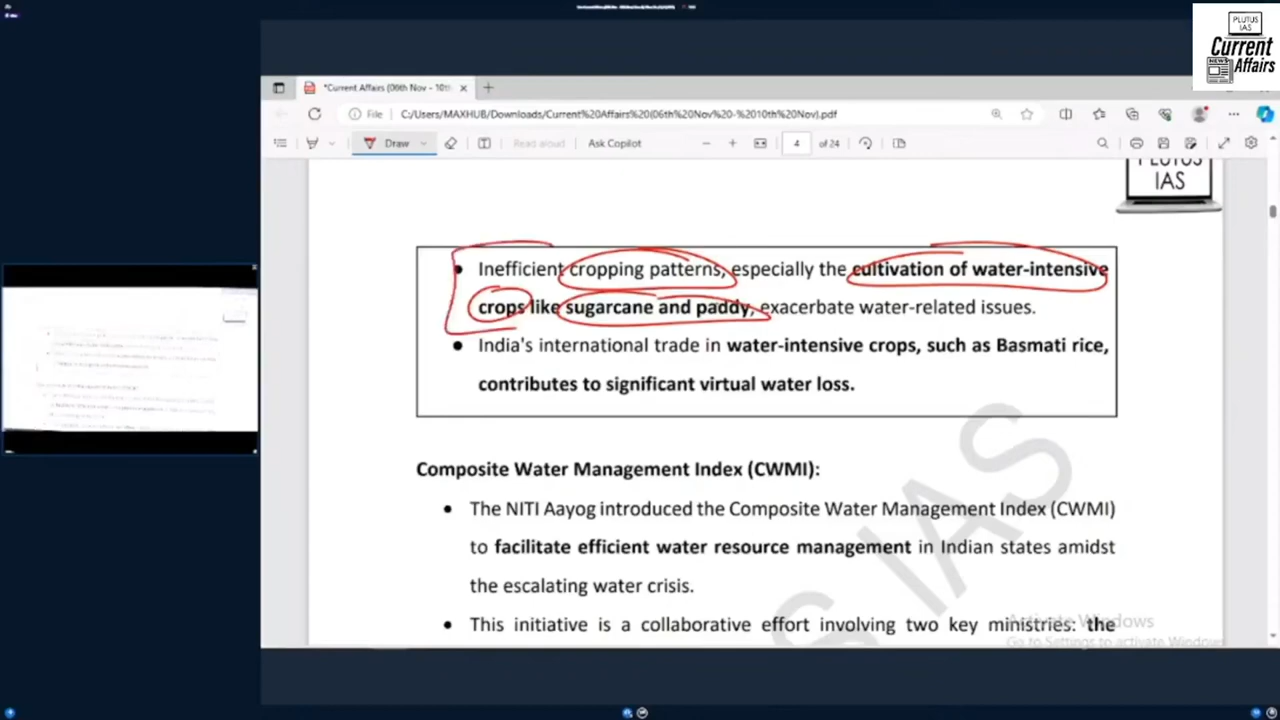 PLUTUS
IAS
Current
NEWS
Affairs
*Current Affairs (06th Nov - 10th
File
C:/Users/MAXHUB/Downloads/Current%20Affairs%20(06th%20Nov%20-%2010th%20Nov).pdf
Draw
Read aloud
Ask Copilot
4
of 24
PLUTUS
IAS
• Inefficient cropping patterns, especially the cultivation of water-intensive
crops like sugarcane and paddy, exacerbate water-related issues.
• India's international trade in water-intensive crops, such as Basmati rice,
contributes to significant virtual water loss.
Composite Water Management Index (CWMI):
• The NITI Aayog introduced the Composite Water Management Index (CWMI)
to facilitate efficient water resource management in Indian states amidst
the escalating water crisis.
• This initiative is a collaborative effort involving two key ministries: the
S IAS
Activate Windows
Go to Settings to activate Windows